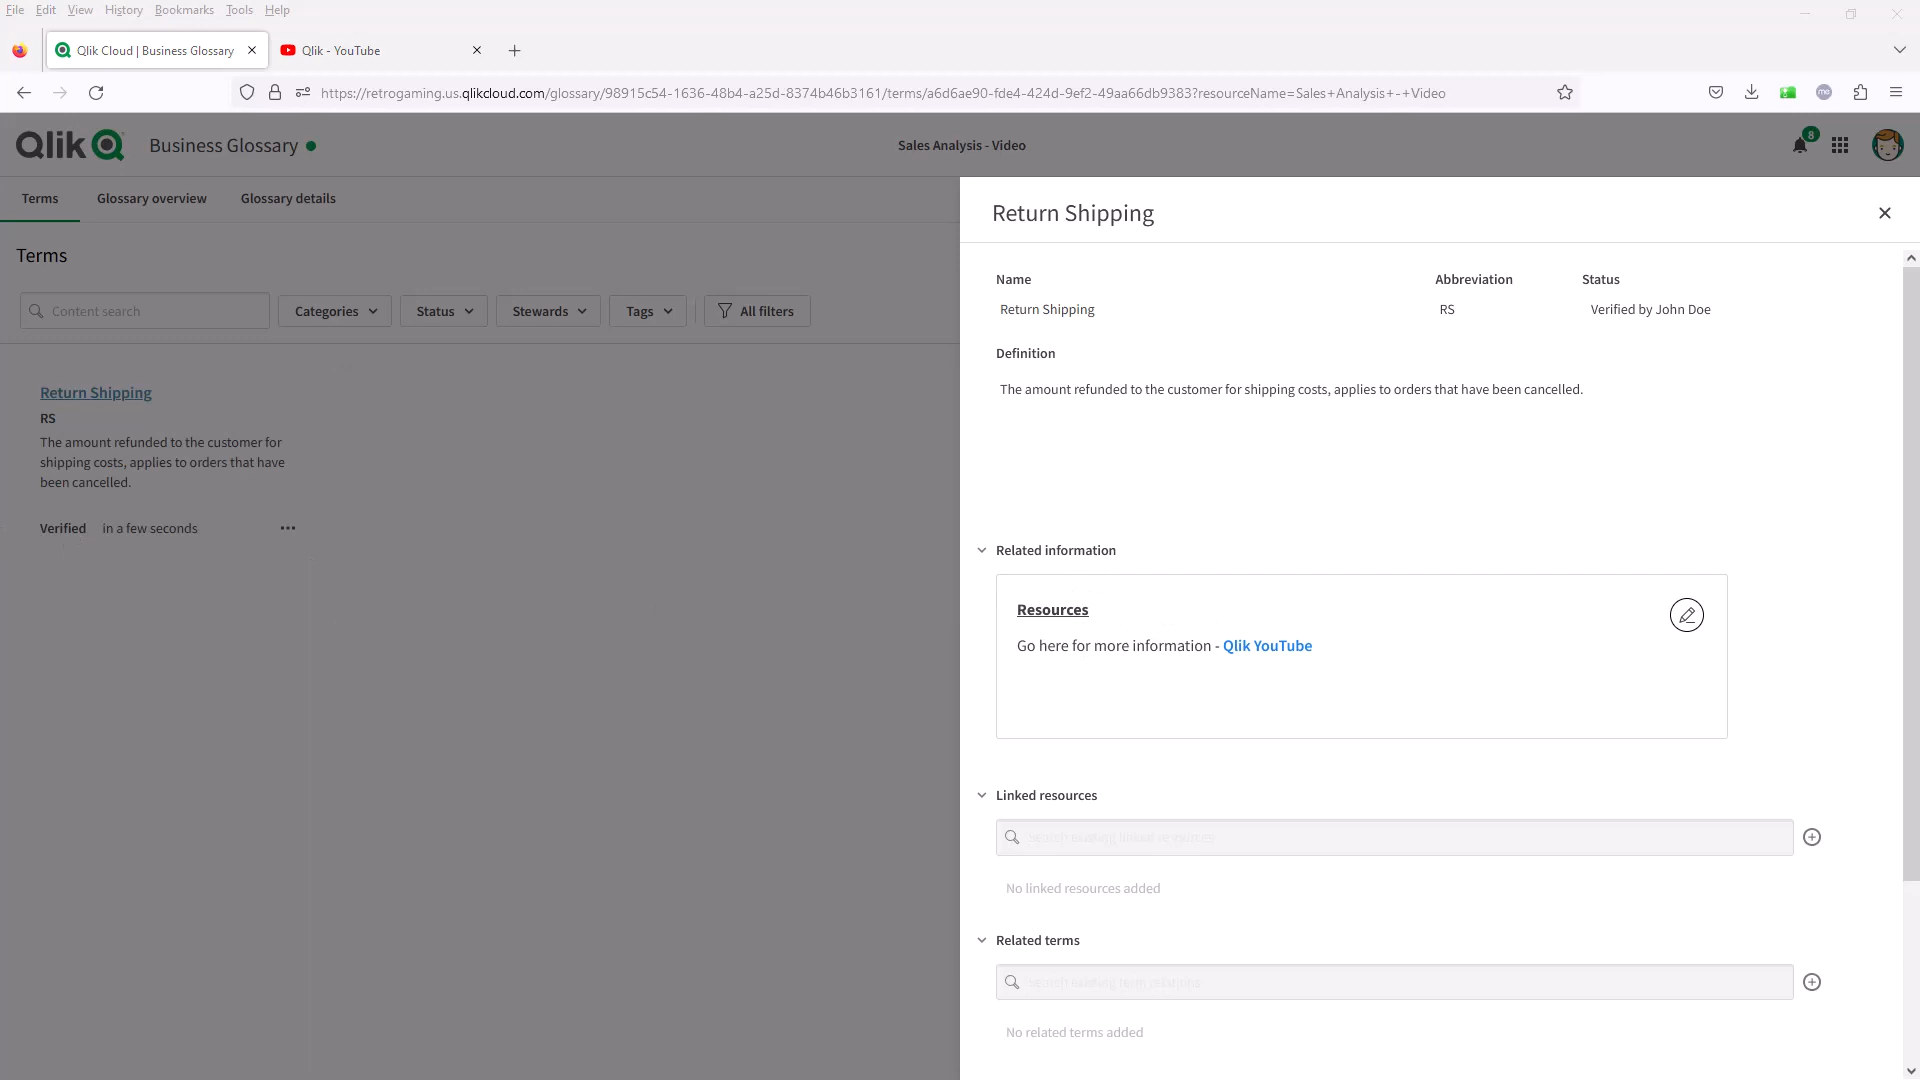 File Edit View History Bookmarks Tools Help
Qlik Cloud | Business Glossary
Qlik - YouTube
https://retrogaming.us.qlikcloud.com/glossary/98915c54-1636-48b4-a25d-8374b46b3161/terms/a6d6ae90-fde4-424d-9ef2-49aa66db9383?resourceName=Sales+Analysis+-+Video
Qlik
Business Glossary
Sales Analysis - Video
8
Terms
Glossary overview
Glossary details
Terms
Content search
Categories
Status
Stewards
Tags
All filters
Return Shipping
RS
The amount refunded to the customer for
shipping costs, applies to orders that have
been cancelled.
Verified in a few seconds
Return Shipping
Name
Abbreviation
Status
Return Shipping
RS
Verified by John Doe
Definition
The amount refunded to the customer for shipping costs, applies to orders that have been cancelled.
Related information
Resources
Go here for more information - Qlik YouTube
Linked resources
No linked resources added
Related terms
No related terms added